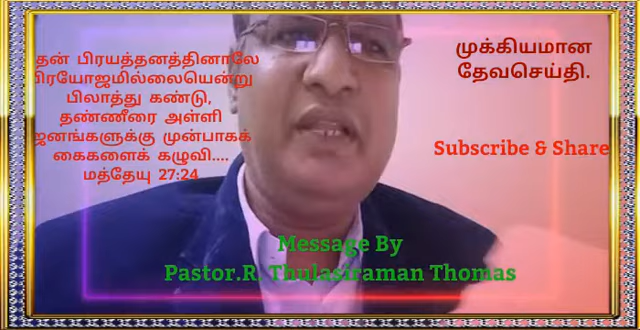 தன் பிரயத்தனத்தினாலே
பிரயோஜமில்லையென்று
பிலாத்து கண்டு,
தண்ணீரை அள்ளி
ஜனங்களுக்கு முன்பாகக்
கைகளைக் கழுவி....
மத்தேயு 27:24
முக்கியமான
தேவசெய்தி.
Subscribe & Share
Message By
Pastor.R. Thulasiraman Thomas